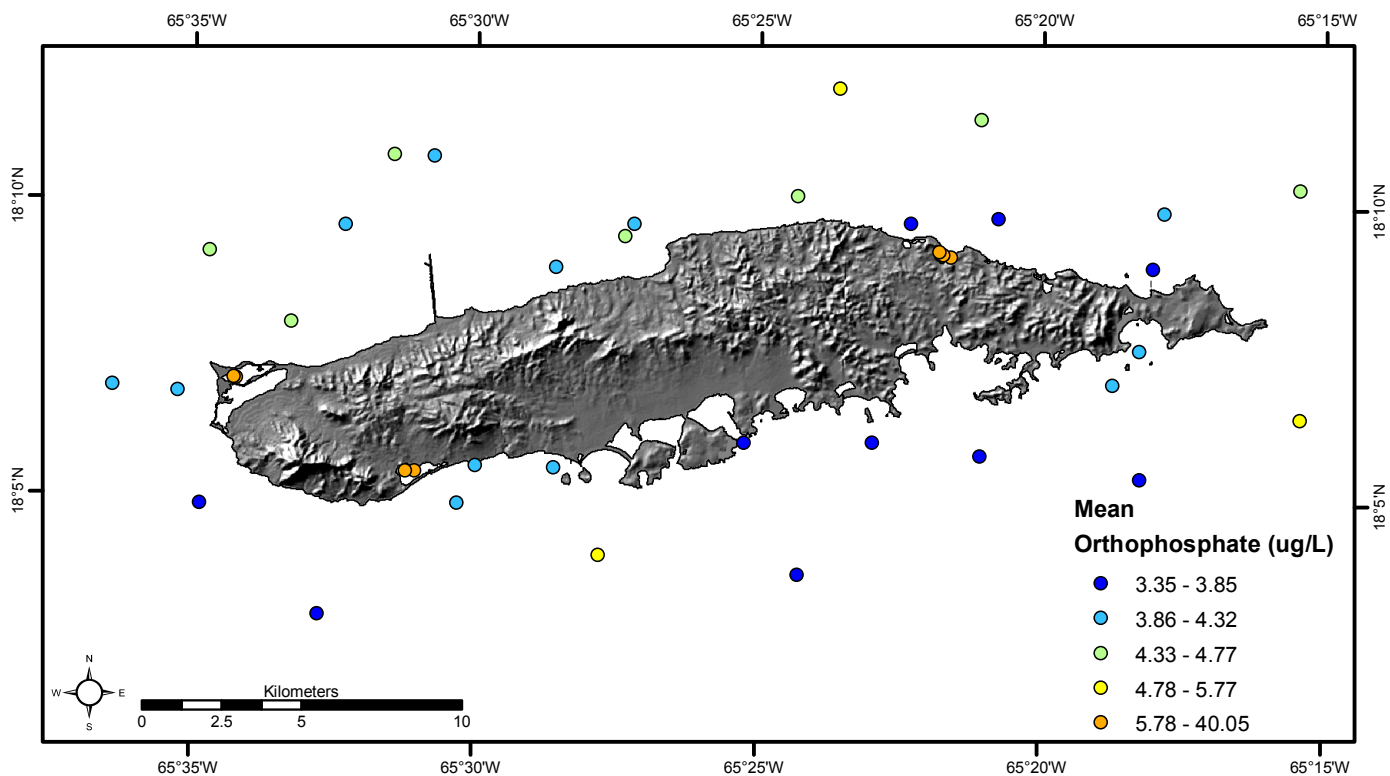 65°35'W 65°30'W 65°25'W 65°20'W 65°15'W
18°10'N 18°10'N
18°5'N 18°5'N
Mean
Orthophosphate (ug/L)
3.35 - 3.85
3.86 - 4.32
4.33 - 4.77
4.78 - 5.77
5.78 - 40.05
N
W E
S
Kilometers
0 2.5 5 10
65°35'W 65°30'W 65°25'W 65°20'W 65°15'W